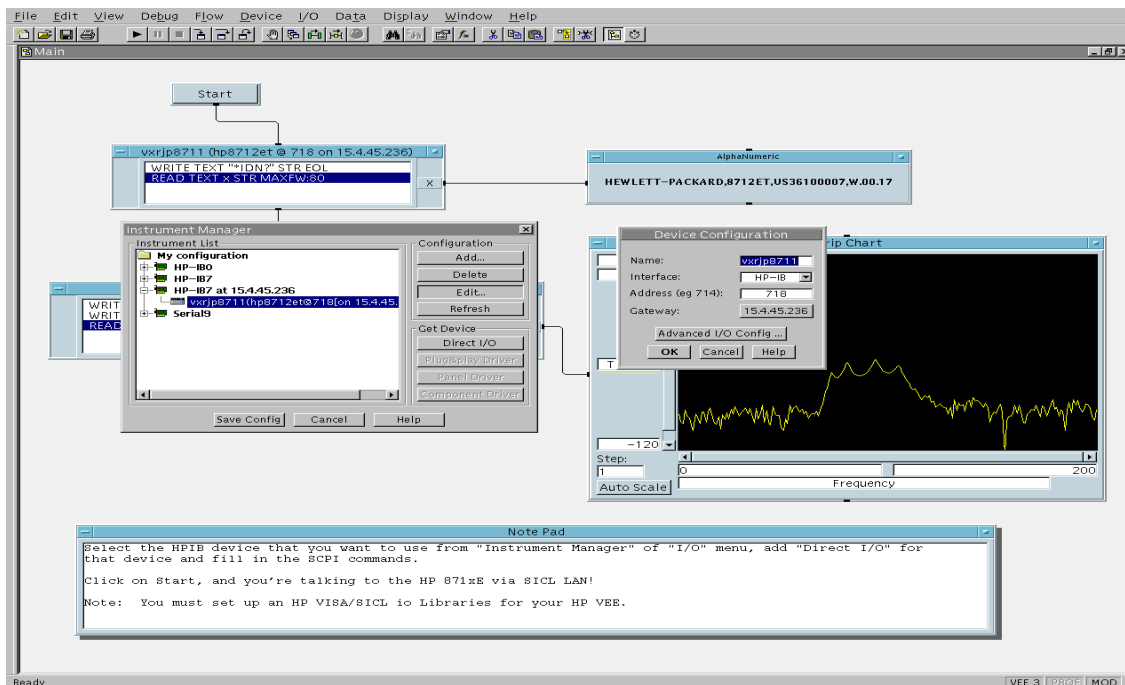 File Edit View Debug Flow Device I/O Data Display Window Help
Main
Start
vxrjp8711 (hp8712et @ 718 on 15.4.45.236)
WRITE TEXT "*IDN?" STR EOL
READ TEXT x STR MAXFW:80
X
AlphaNumeric
HEWLETT-PACKARD,8712ET,US36100007,W.00.17
Instrument Manager
Instrument List
My configuration
HP-IB0
HP-IB7
HP-IB7 at 15.4.45.236
vxrjp8711(hp8712et@718[on 15.4.45.
Serial9
Configuration
Add...
Delete
Edit...
Refresh
Get Device
Direct I/O
Plug&play Driver
Panel Driver
Component Driver
Save Config Cancel Help
WRIT
WRIT
READ
rip Chart
Device Configuration
Name: vxrjp8711
Interface: HP-IB
Address (eg 714): 718
Gateway: 15.4.45.236
Advanced I/O Config ...
OK Cancel Help
T
-120
Step:
1
Auto Scale
0 200
Frequency
Note Pad
Select the HPIB device that you want to use from "Instrument Manager" of "I/O" menu, add "Direct I/O" for
that device and fill in the SCPI commands.
Click on Start, and you're talking to the HP 871xE via SICL LAN!
Note: You must set up an HP VISA/SICL io Libraries for your HP VEE.
Ready
VEE 3 PROF MOD